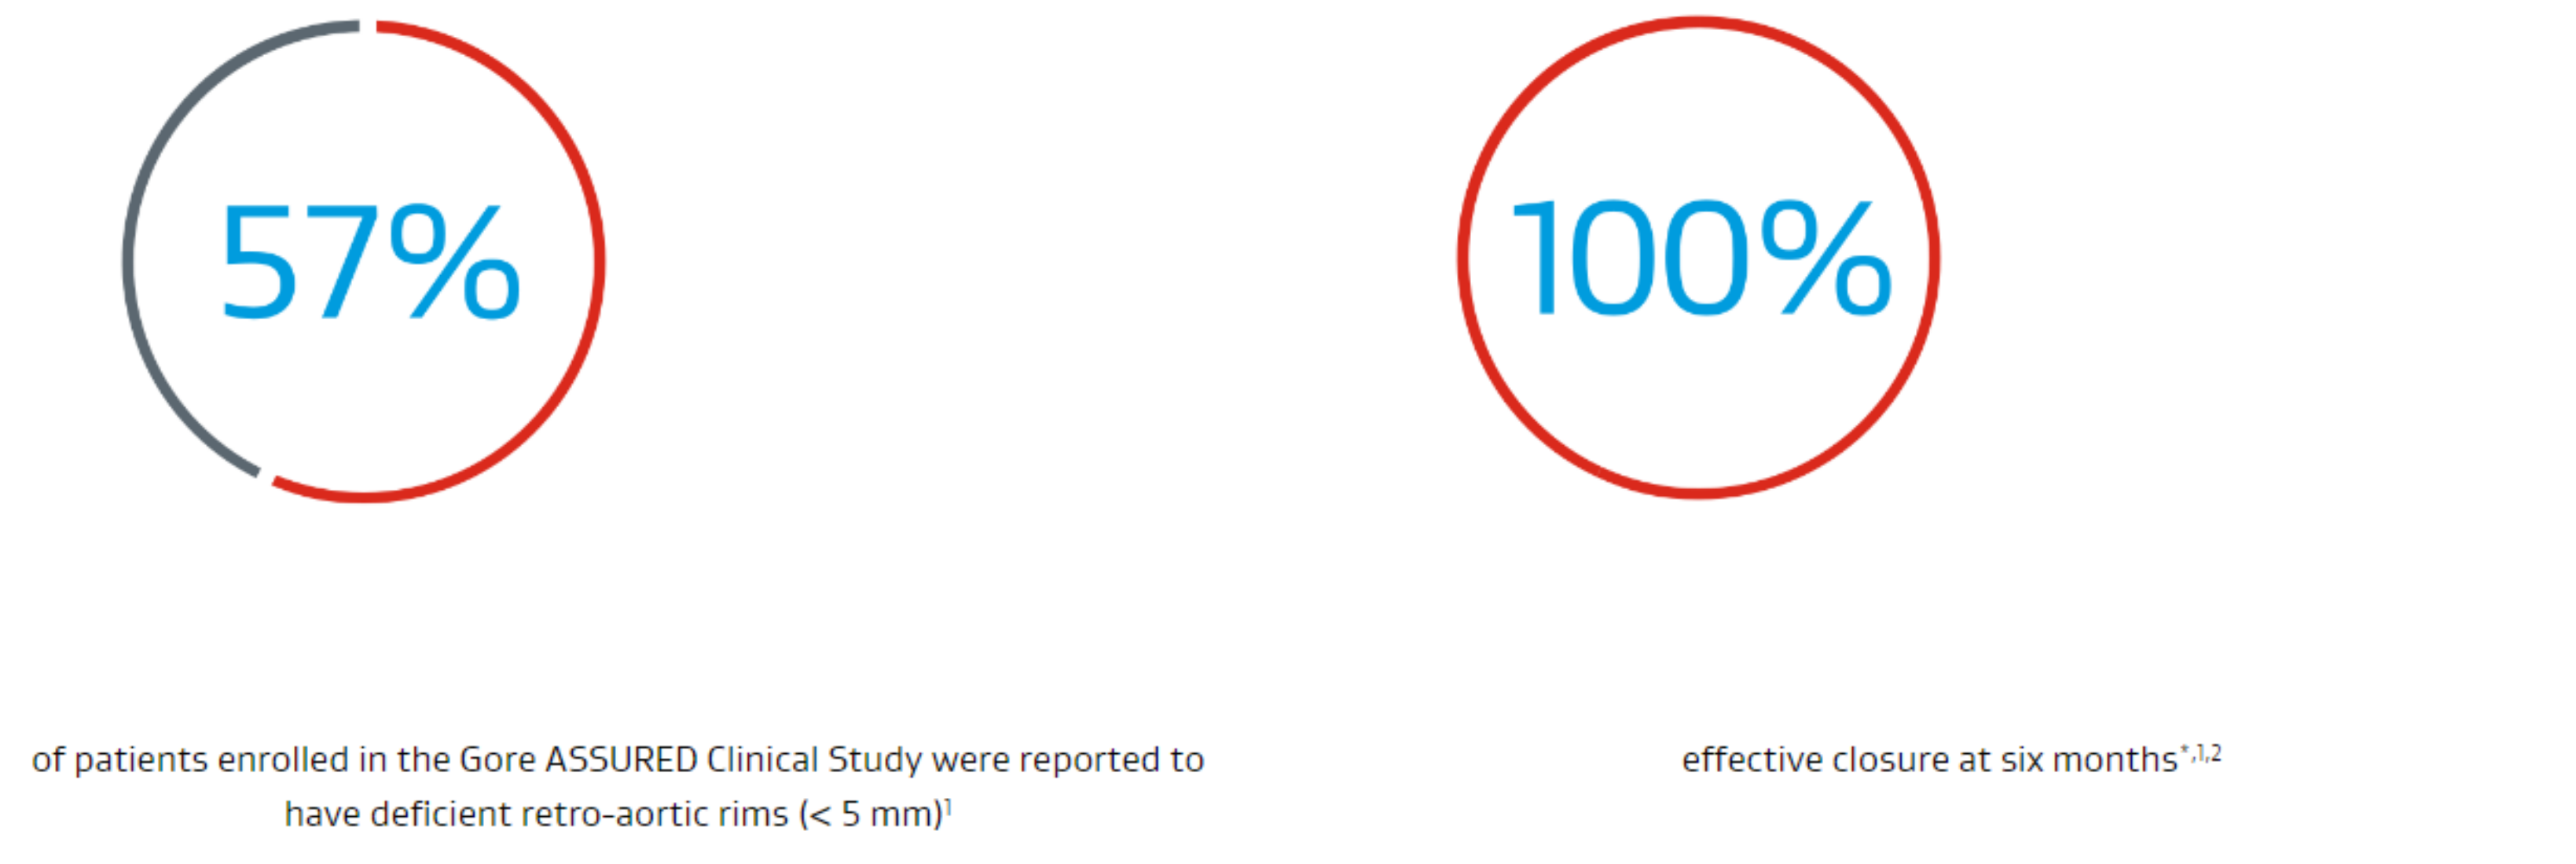 57%
100%
of patients enrolled in the Gore ASSURED Clinical Study were reported to
have deficient retro-aortic rims (< 5 mm)¹
effective closure at six months*,1,2